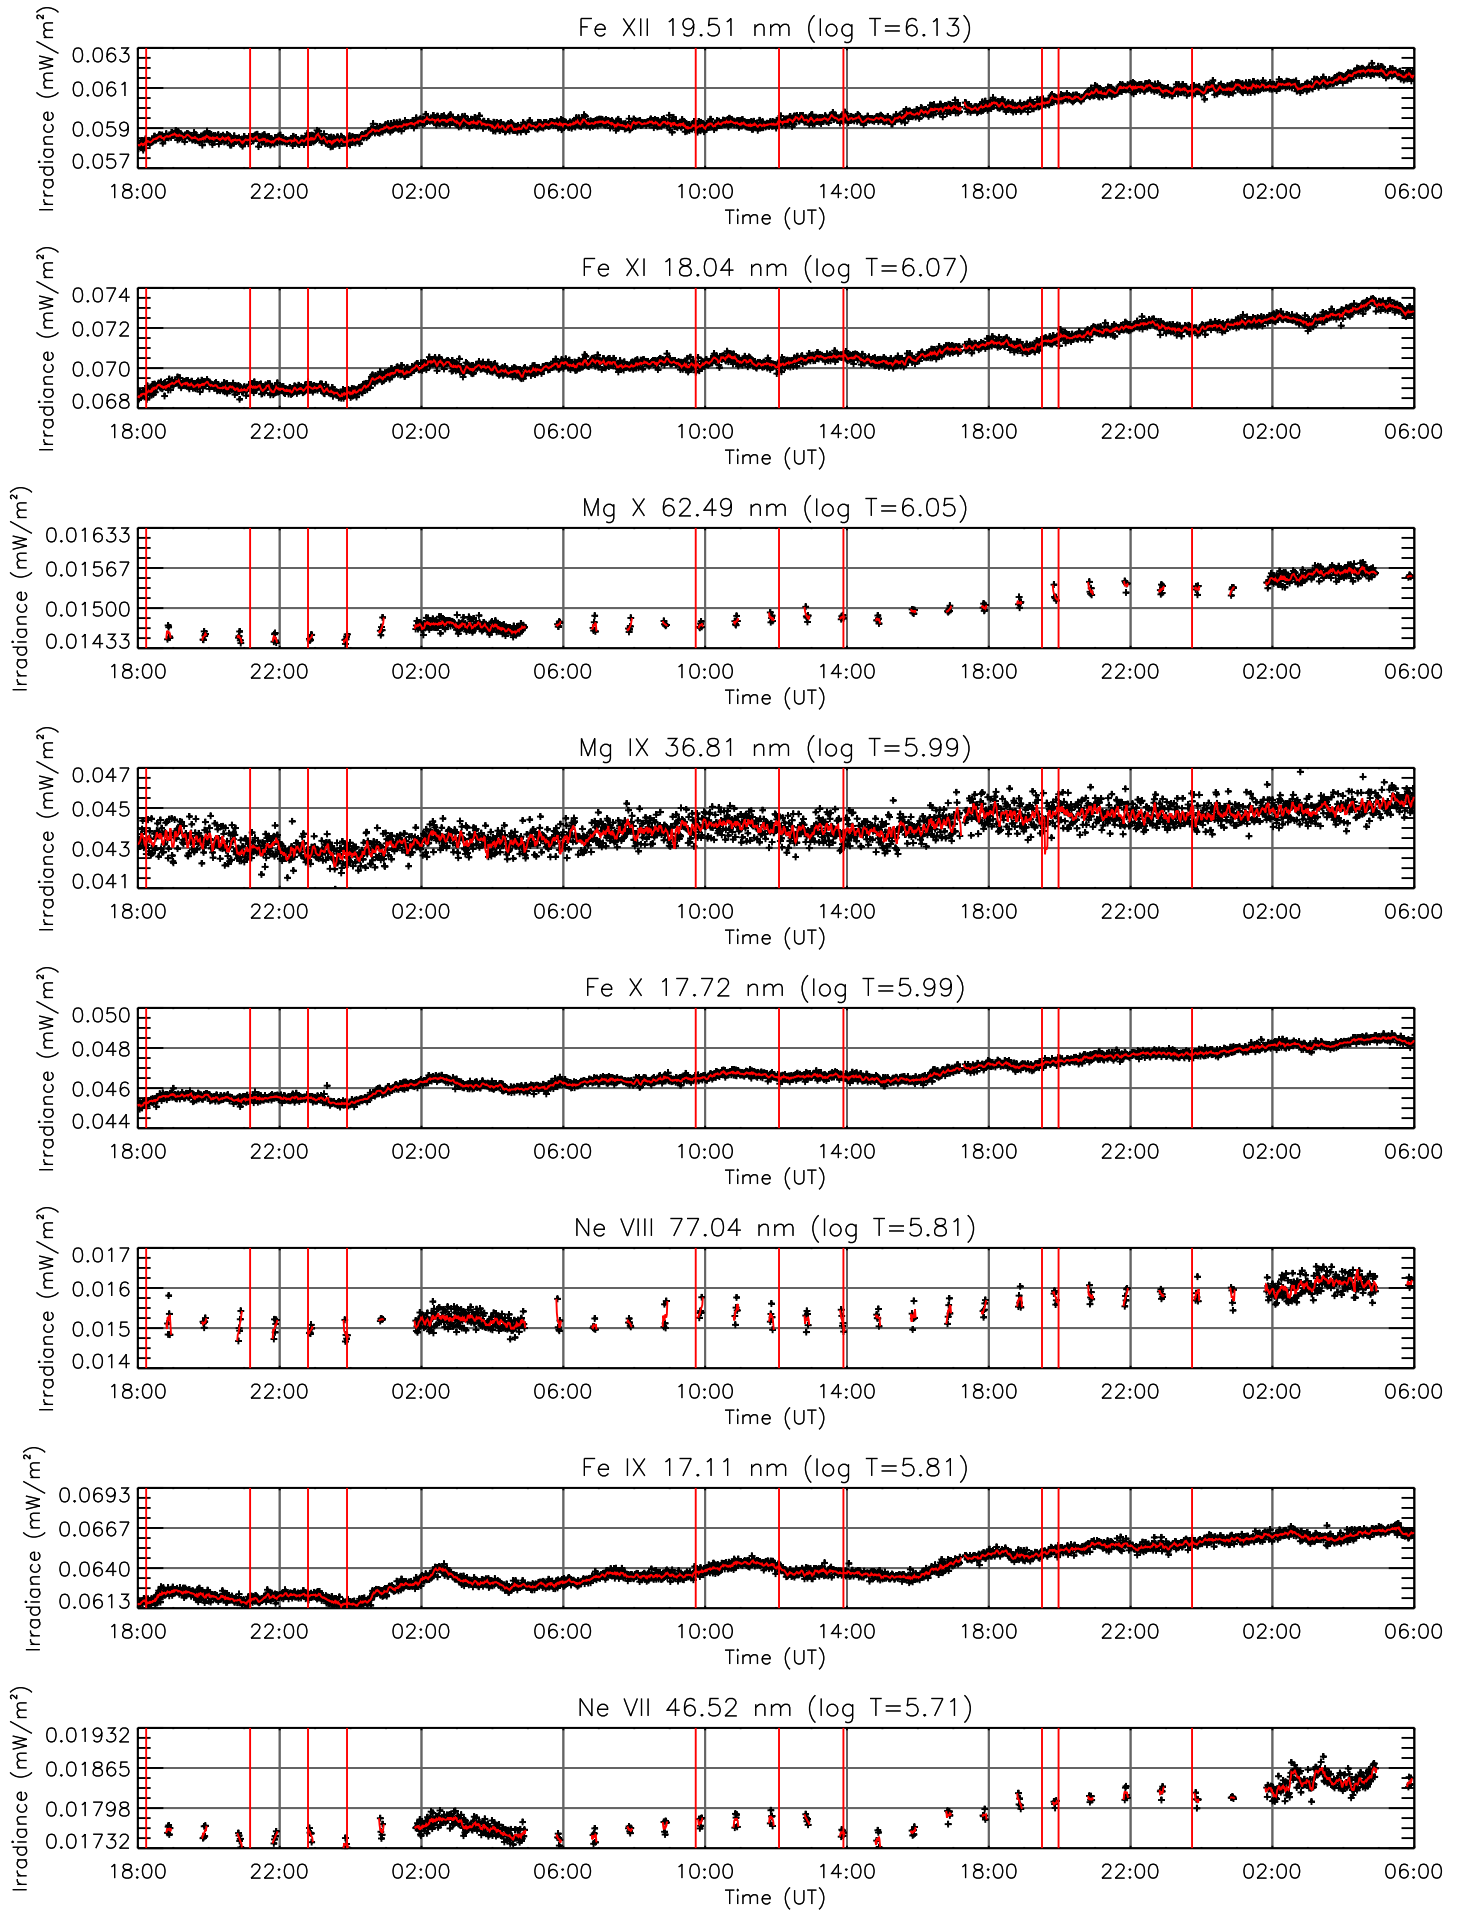 Fe XII 19.51 nm (log T=6.13)
Irradiance (mW/m²)
0.063
0.061
0.059
0.057
18:00 22:00 02:00 06:00 10:00 14:00 18:00 22:00 02:00 06:00
Time (UT)
Fe XI 18.04 nm (log T=6.07)
Irradiance (mW/m²)
0.074
0.072
0.070
0.068
18:00 22:00 02:00 06:00 10:00 14:00 18:00 22:00 02:00 06:00
Time (UT)
Mg X 62.49 nm (log T=6.05)
Irradiance (mW/m²)
0.01633
0.01567
0.01500
0.01433
18:00 22:00 02:00 06:00 10:00 14:00 18:00 22:00 02:00 06:00
Time (UT)
Mg IX 36.81 nm (log T=5.99)
Irradiance (mW/m²)
0.047
0.045
0.043
0.041
18:00 22:00 02:00 06:00 10:00 14:00 18:00 22:00 02:00 06:00
Time (UT)
Fe X 17.72 nm (log T=5.99)
Irradiance (mW/m²)
0.050
0.048
0.046
0.044
18:00 22:00 02:00 06:00 10:00 14:00 18:00 22:00 02:00 06:00
Time (UT)
Ne VIII 77.04 nm (log T=5.81)
Irradiance (mW/m²)
0.017
0.016
0.015
0.014
18:00 22:00 02:00 06:00 10:00 14:00 18:00 22:00 02:00 06:00
Time (UT)
Fe IX 17.11 nm (log T=5.81)
Irradiance (mW/m²)
0.0693
0.0667
0.0640
0.0613
18:00 22:00 02:00 06:00 10:00 14:00 18:00 22:00 02:00 06:00
Time (UT)
Ne VII 46.52 nm (log T=5.71)
Irradiance (mW/m²)
0.01932
0.01865
0.01798
0.01732
18:00 22:00 02:00 06:00 10:00 14:00 18:00 22:00 02:00 06:00
Time (UT)